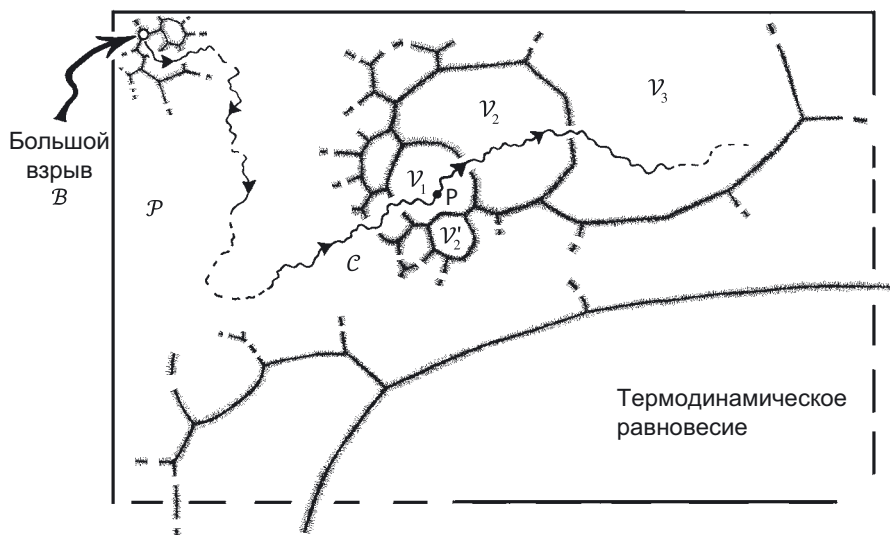 Большой
взрыв
ℬ
𝒫
𝒱₁
P
𝒱₂
𝒱₂'
𝒱₃
𝒞
Термодинамическое
равновесие